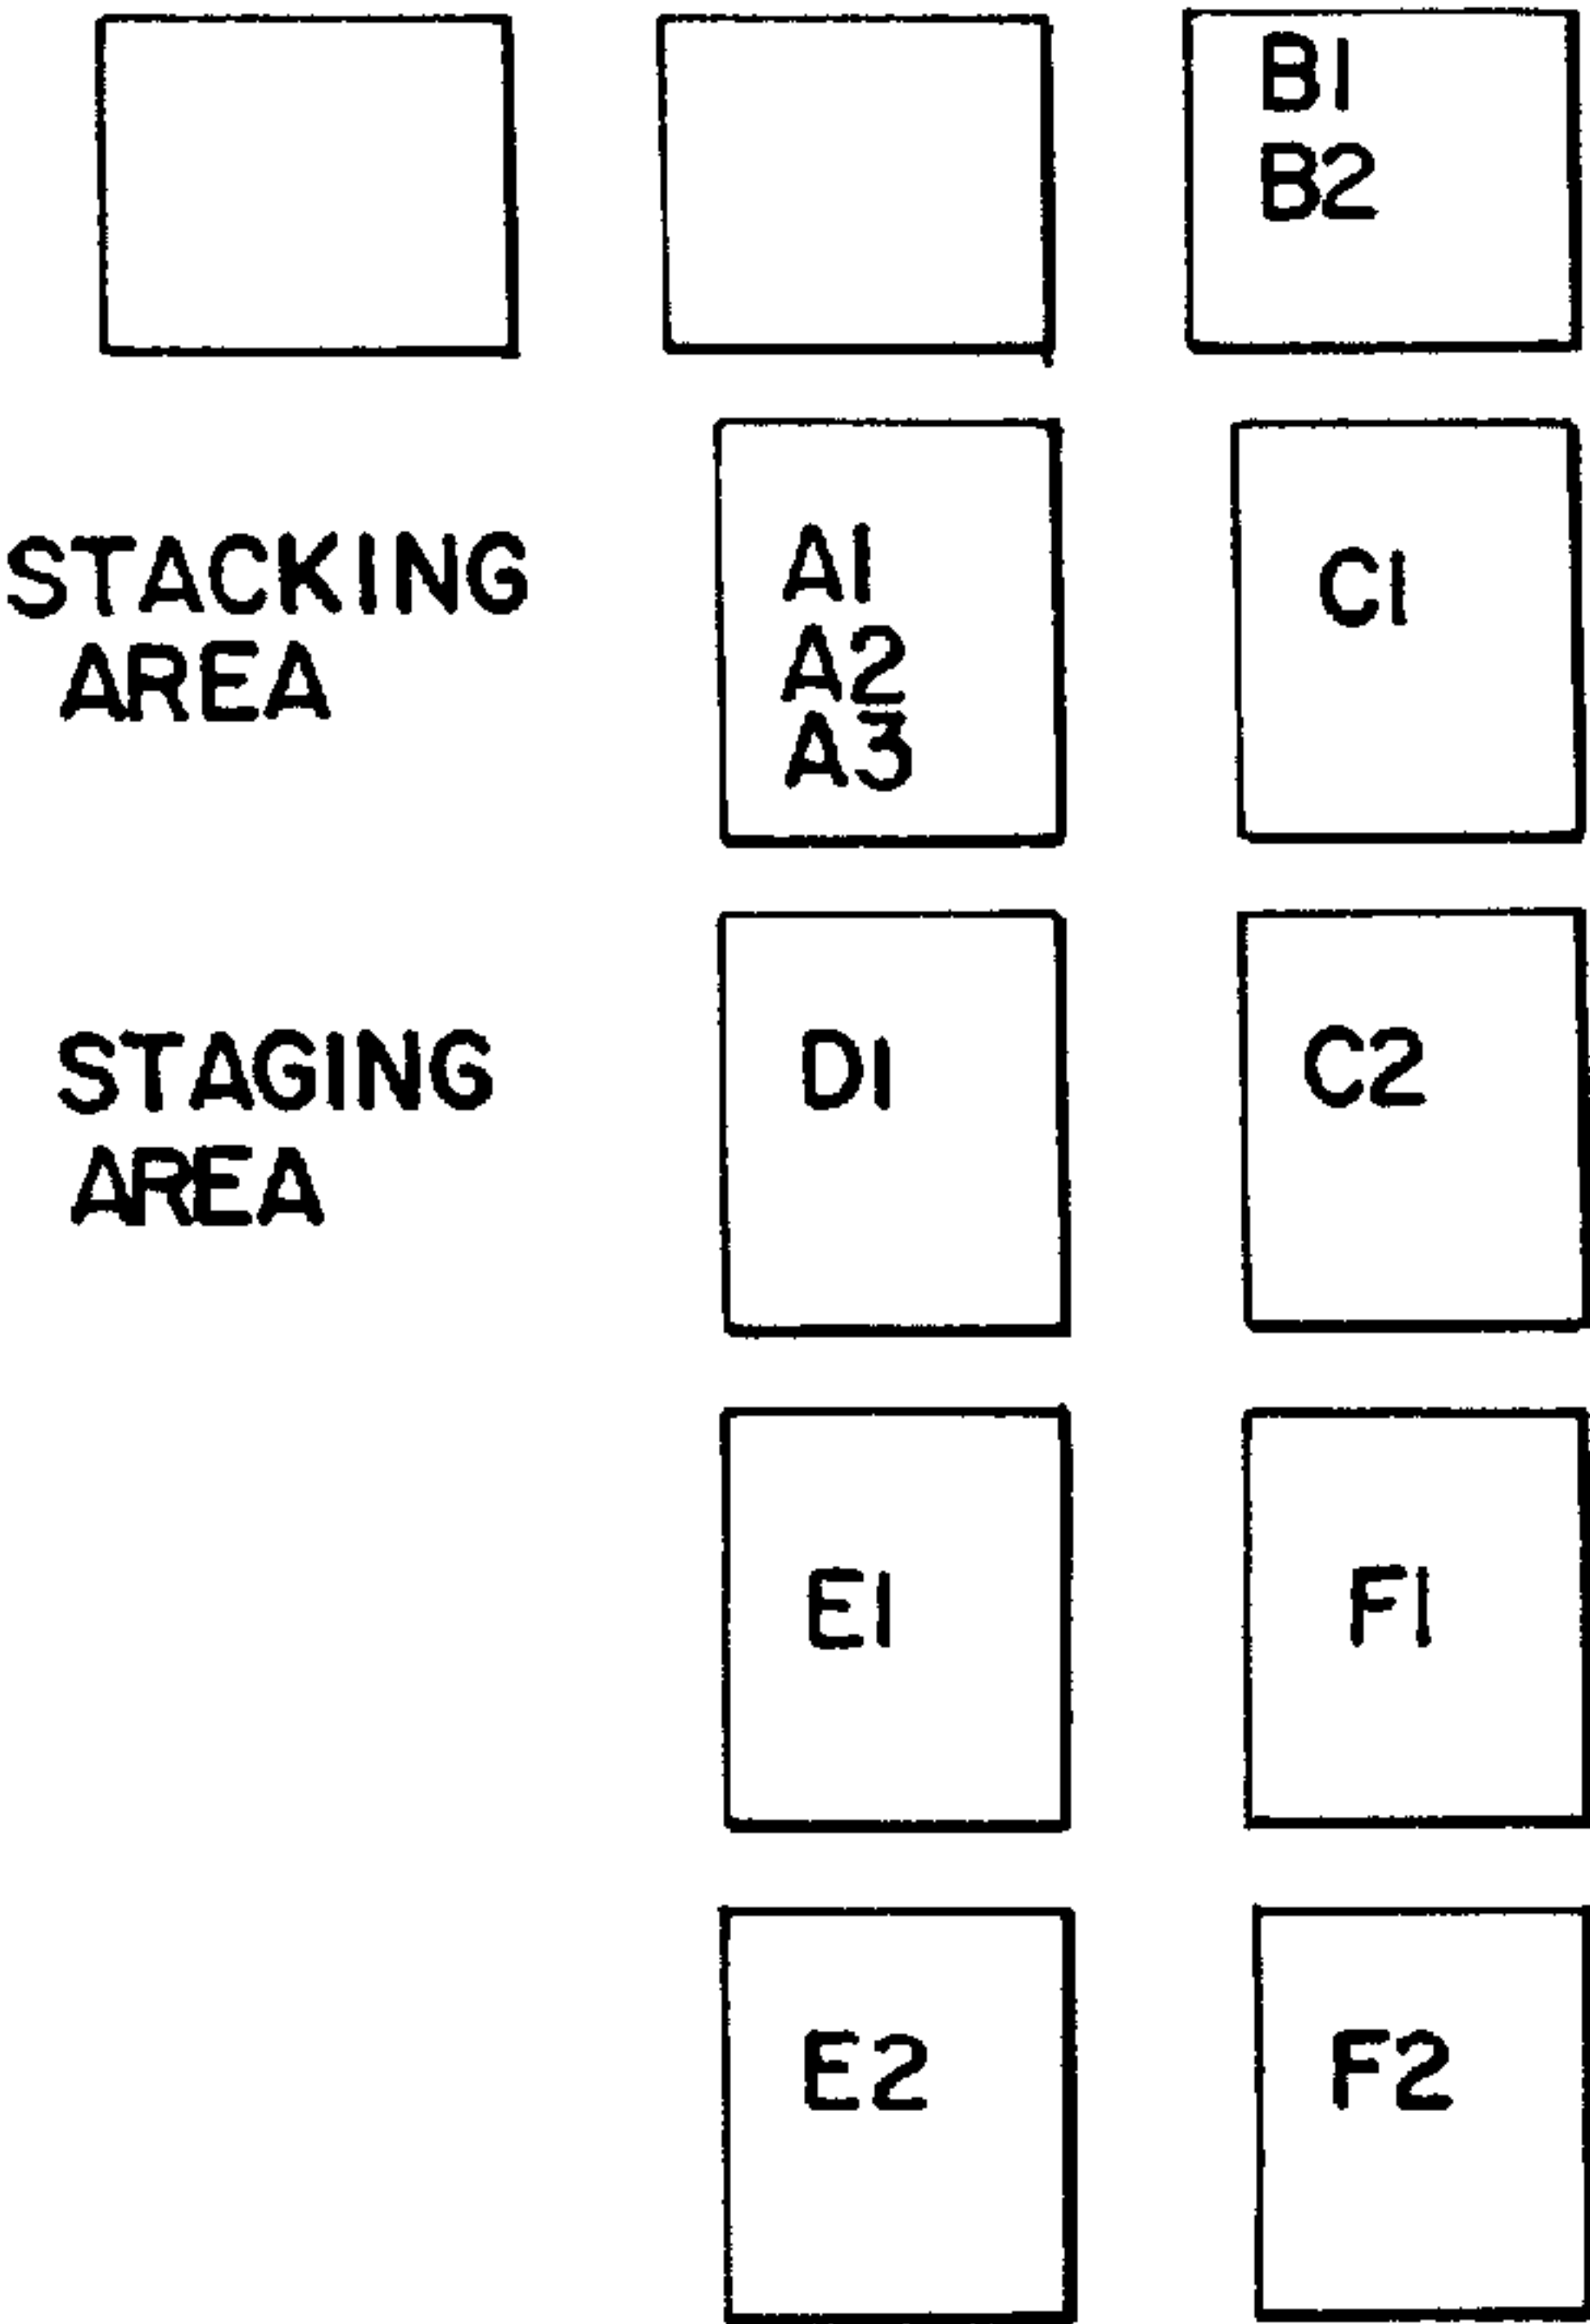 B1
B2
STACKING
AREA
A1
A2
A3
C1
STAGING
AREA
D1
C2
E1
F1
E2
F2